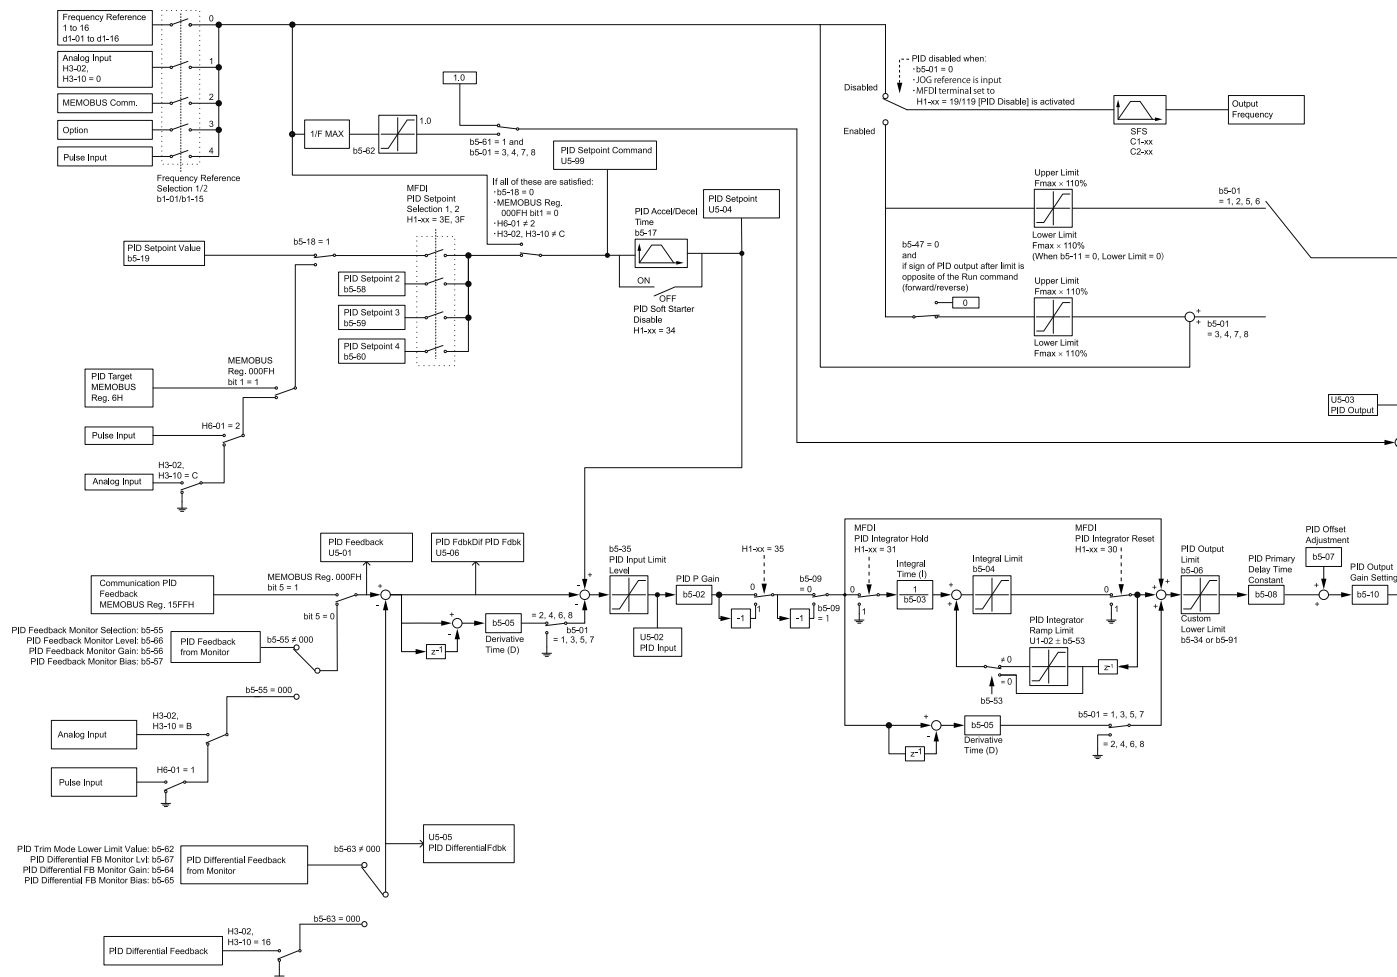 Frequency Reference
1 to 16
d1-01 to d1-16
0
Analog Input
H3-02,
H3-10 = 0
1
MEMOBUS Comm.
2
Option
3
Pulse Input
4
Frequency Reference
Selection 1/2
b1-01/b1-15
1.0
1/F MAX
1.0
b5-62
b5-61 = 1 and
b5-01 = 3, 4, 7, 8
PID disabled when:
·b5-01 = 0
·JOG reference is input
·MFDI terminal set to
H1-xx = 19/119 [PID Disable] is activated
Disabled
Enabled
SFS
C1-xx
C2-xx
Output
Frequency
PID Setpoint Command
U5-99
If all of these are satisfied:
·b5-18 = 0
·MEMOBUS Reg.
000FH bit1 = 0
·H6-01 ≠ 2
·H3-02, H3-10 ≠ C
MFDI
PID Setpoint
Selection 1, 2
H1-xx = 3E, 3F
PID Setpoint
U5-04
PID Accel/Decel
Time
b5-17
ON
OFF
PID Soft Starter
Disable
H1-xx = 34
PID Setpoint Value
b5-19
b5-18 = 1
PID Setpoint 2
b5-58
PID Setpoint 3
b5-59
PID Setpoint 4
b5-60
Upper Limit
Fmax × 110%
Lower Limit
Fmax × 110%
(When b5-11 = 0, Lower Limit = 0)
b5-01
= 1, 2, 5, 6
b5-47 = 0
and
if sign of PID output after limit is
opposite of the Run command
(forward/reverse)
0
Upper Limit
Fmax × 110%
Lower Limit
Fmax × 110%
+
+
b5-01
= 3, 4, 7, 8
MEMOBUS
Reg. 000FH
bit 1 = 1
PID Target
MEMOBUS
Reg. 6H
Pulse Input
H6-01 = 2
H3-02,
H3-10 = C
Analog Input
U5-03
PID Output
PID Feedback
U5-01
PID FdbkDif PID Fdbk
U5-06
Communication PID
Feedback
MEMOBUS Reg. 15FFH
MEMOBUS Reg. 000FH
bit 5 = 1
bit 5 = 0
+
-
PID Feedback Monitor Selection: b5-55
PID Feedback Monitor Level: b5-66
PID Feedback Monitor Gain: b5-56
PID Feedback Monitor Bias: b5-57
PID Feedback
from Monitor
b5-55 ≠ 000
b5-55 = 000
+
-
z-1
b5-05
Derivative
Time (D)
= 2, 4, 6, 8
b5-01
= 1, 3, 5, 7
+
-
-
b5-35
PID Input Limit
Level
U5-02
PID Input
PID P Gain
b5-02
H1-xx = 35
0
1
-1
b5-09
= 0
b5-09
= 1
-1
MFDI
PID Integrator Hold
H1-xx = 31
0
1
Integral
Time (I)
1
b5-03
+
+
Integral Limit
b5-04
MFDI
PID Integrator Reset
H1-xx = 30
0
1
PID Integrator
Ramp Limit
U1-02 ± b5-53
≠ 0
= 0
b5-53
z-1
+
-
z-1
b5-05
Derivative
Time (D)
b5-01 = 1, 3, 5, 7
= 2, 4, 6, 8
+
+
+
PID Output
Limit
b5-06
Custom
Lower Limit
b5-34 or b5-91
PID Primary
Delay Time
Constant
b5-08
PID Offset
Adjustment
b5-07
+
+
PID Output
Gain Setting
b5-10
Analog Input
H3-02,
H3-10 = B
Pulse Input
H6-01 = 1
PID Trim Mode Lower Limit Value: b5-62
PID Differential FB Monitor Lvl: b5-67
PID Differential FB Monitor Gain: b5-64
PID Differential FB Monitor Bias: b5-65
PID Differential Feedback
from Monitor
b5-63 ≠ 000
U5-05
PID DifferentialFdbk
b5-63 = 000
PID Differential Feedback
H3-02,
H3-10 = 16